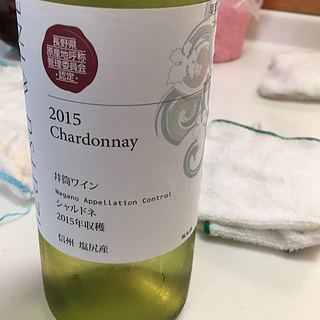 長野県
原産地呼称
管理委員会
・認定・
2015
Chardonnay
井筒ワイン
Nagano Appellation Control
シャルドネ
2015年収穫
信州 塩尻産
N.A.C